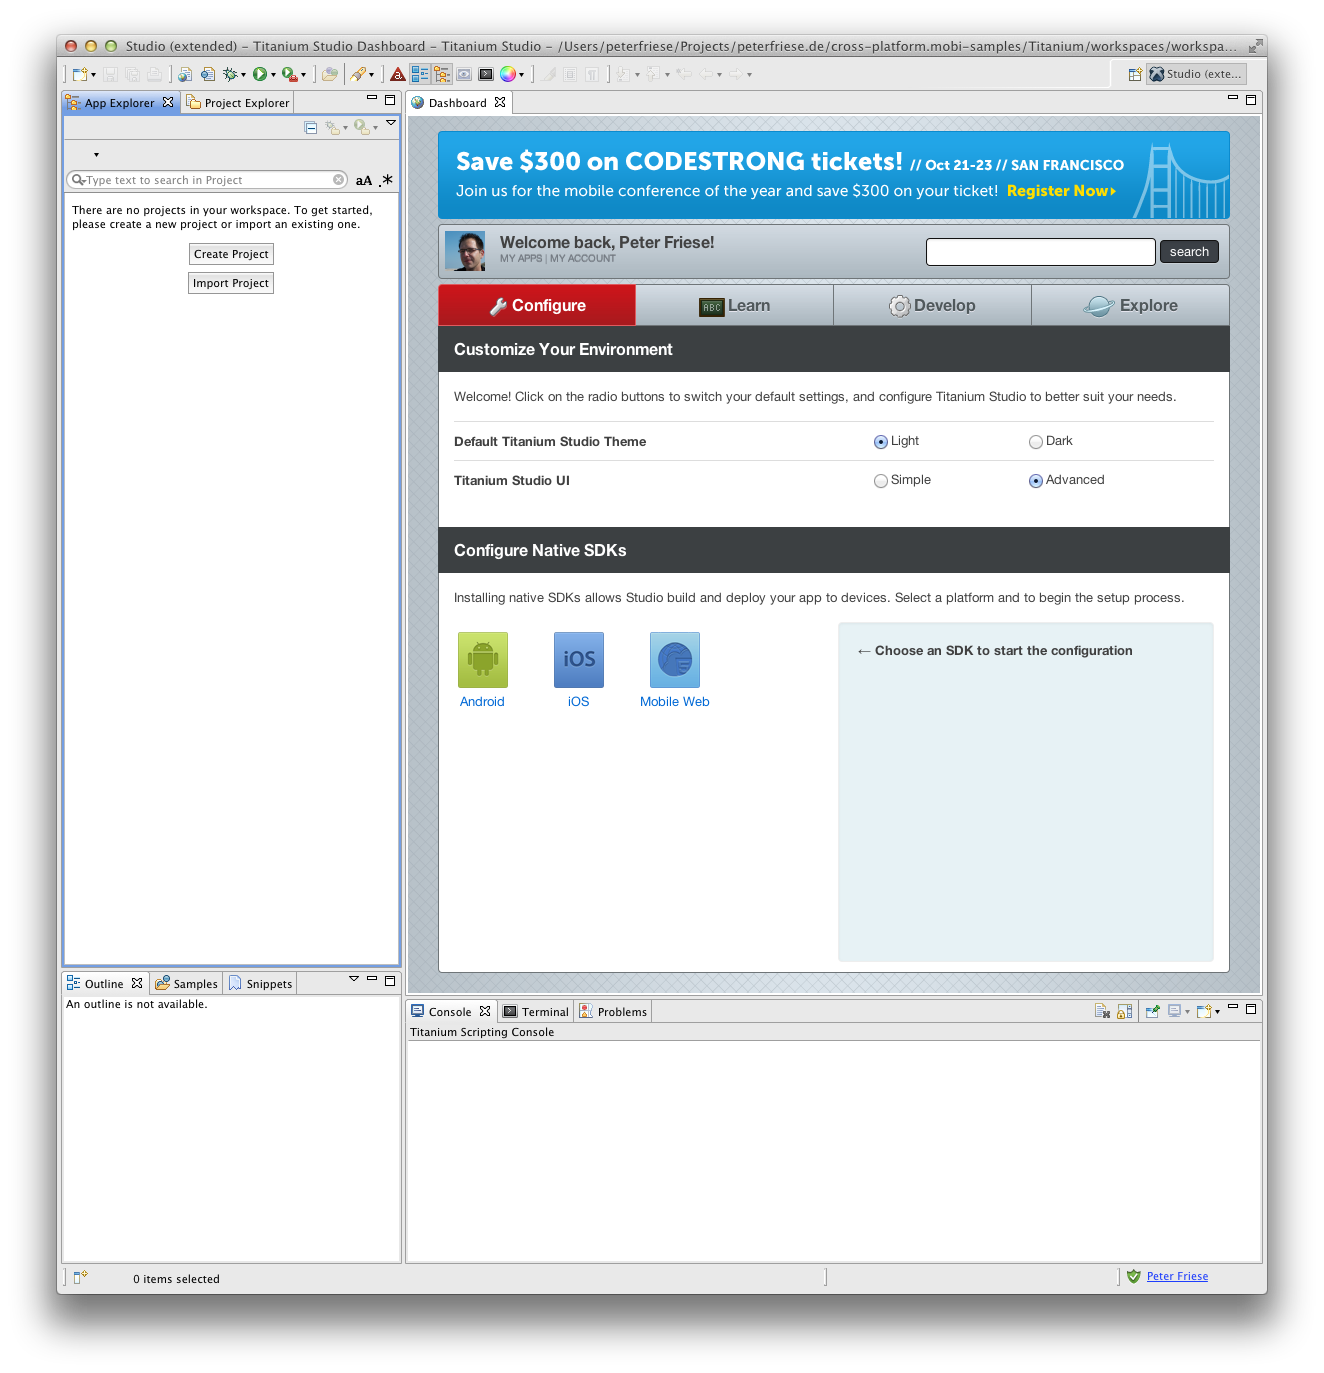 Studio (extended) – Titanium Studio Dashboard – Titanium Studio – /Users/peterfriese/Projects/peterfriese.de/cross-platform.mobi-samples/Titanium/workspaces/workspa...
Studio (exte...
App Explorer
Project Explorer
Type text to search in Project
aA .*
There are no projects in your workspace. To get started,
please create a new project or import an existing one.
Create Project
Import Project
Dashboard
Save $300 on CODESTRONG tickets! // Oct 21-23 // SAN FRANCISCO
Join us for the mobile conference of the year and save $300 on your ticket! Register Now
Welcome back, Peter Friese!
MY APPS | MY ACCOUNT
search
Configure
ABC Learn
Develop
Explore
Customize Your Environment
Welcome! Click on the radio buttons to switch your default settings, and configure Titanium Studio to better suit your needs.
Default Titanium Studio Theme Light Dark
Titanium Studio UI Simple Advanced
Configure Native SDKs
Installing native SDKs allows Studio build and deploy your app to devices. Select a platform and to begin the setup process.
iOS
Android iOS Mobile Web
← Choose an SDK to start the configuration
Outline
Samples
Snippets
An outline is not available.
Console
Terminal
Problems
Titanium Scripting Console
0 items selected
Peter Friese